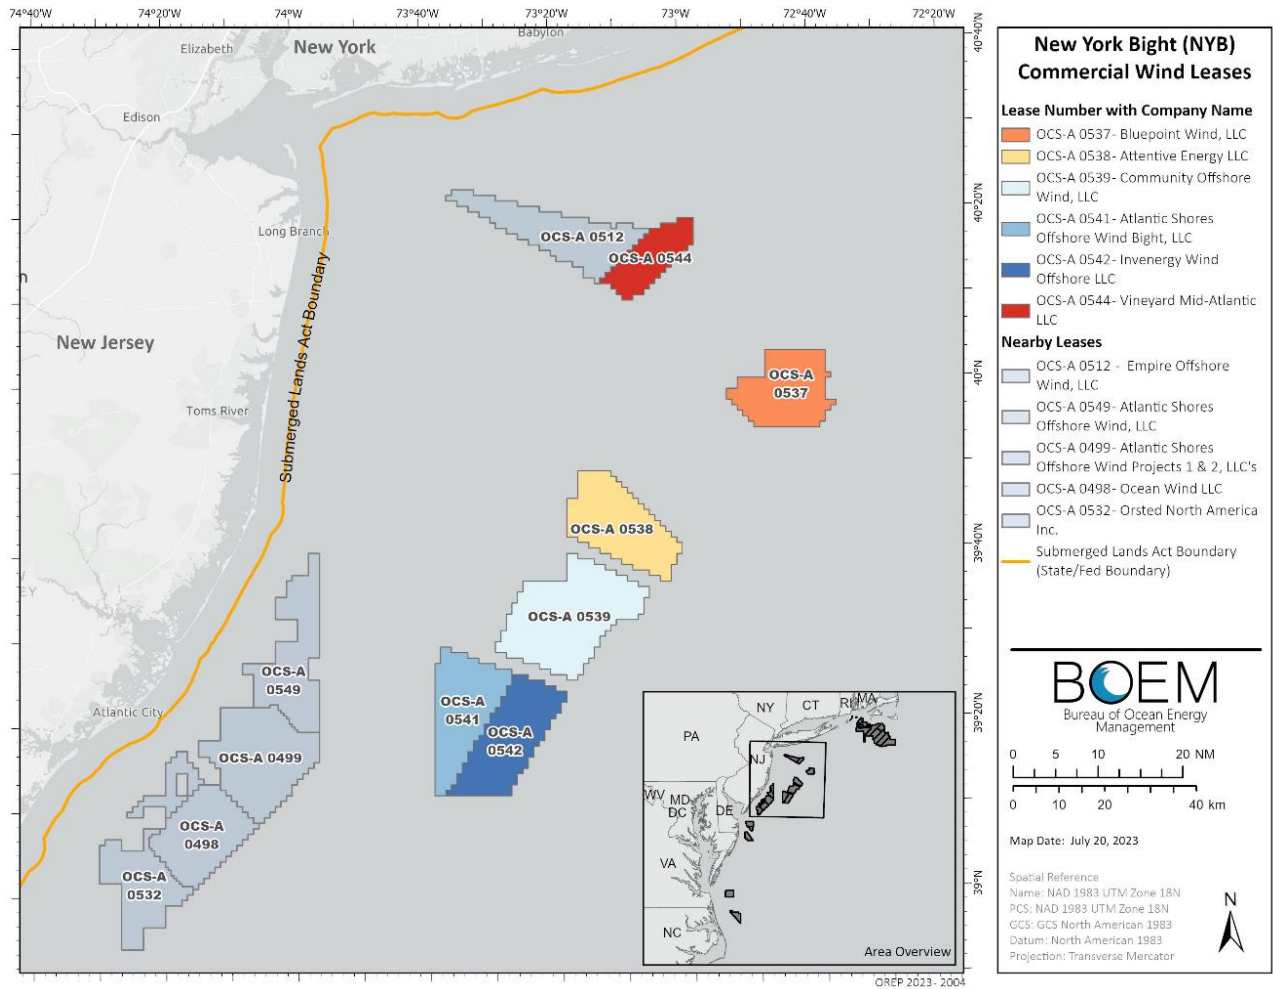 74°20'W
74°W
73°40'W
73°20'W
73°W
72°40'W
72°20'W
40°40'N
40°20'N
40°N
39°40'N
39°20'N
39°N
Elizabeth
New York
Babylon
Edison
Long Branch
n
New Jersey
Toms River
EY
Atlantic City
Submerged Lands Act Boundary
OCS-A 0512
OCS-A 0544
OCS-A
0537
OCS-A 0538
OCS-A 0539
OCS-A
0541
OCS-A
0542
OCS-A
0549
OCS-A 0499
OCS-A
0498
OCS-A
0532
NY
CT
RI
MA
PA
NJ
WV
MD
DC
DE
VA
NC
Area Overview
OREP 2023- 2004
New York Bight (NYB)
Commercial Wind Leases
Lease Number with Company Name
OCS-A 0537- Bluepoint Wind, LLC
OCS-A 0538- Attentive Energy LLC
OCS-A 0539- Community Offshore
Wind, LLC
OCS-A 0541- Atlantic Shores
Offshore Wind Bight, LLC
OCS-A 0542- Invenergy Wind
Offshore LLC
OCS-A 0544- Vineyard Mid-Atlantic
LLC
Nearby Leases
OCS-A 0512 - Empire Offshore
Wind, LLC
OCS-A 0549- Atlantic Shores
Offshore Wind, LLC
OCS-A 0499- Atlantic Shores
Offshore Wind Projects 1 & 2, LLC's
OCS-A 0498- Ocean Wind LLC
OCS-A 0532- Orsted North America
Inc.
Submerged Lands Act Boundary
(State/Fed Boundary)
BOEM
Bureau of Ocean Energy
Management
0 5 10 20 NM
0 10 20 40 km
Map Date: July 20, 2023
Spatial Reference
Name: NAD 1983 UTM Zone 18N
PCS: NAD 1983 UTM Zone 18N
GCS: GCS North American 1983
Datum: North American 1983
Projection: Transverse Mercator
N